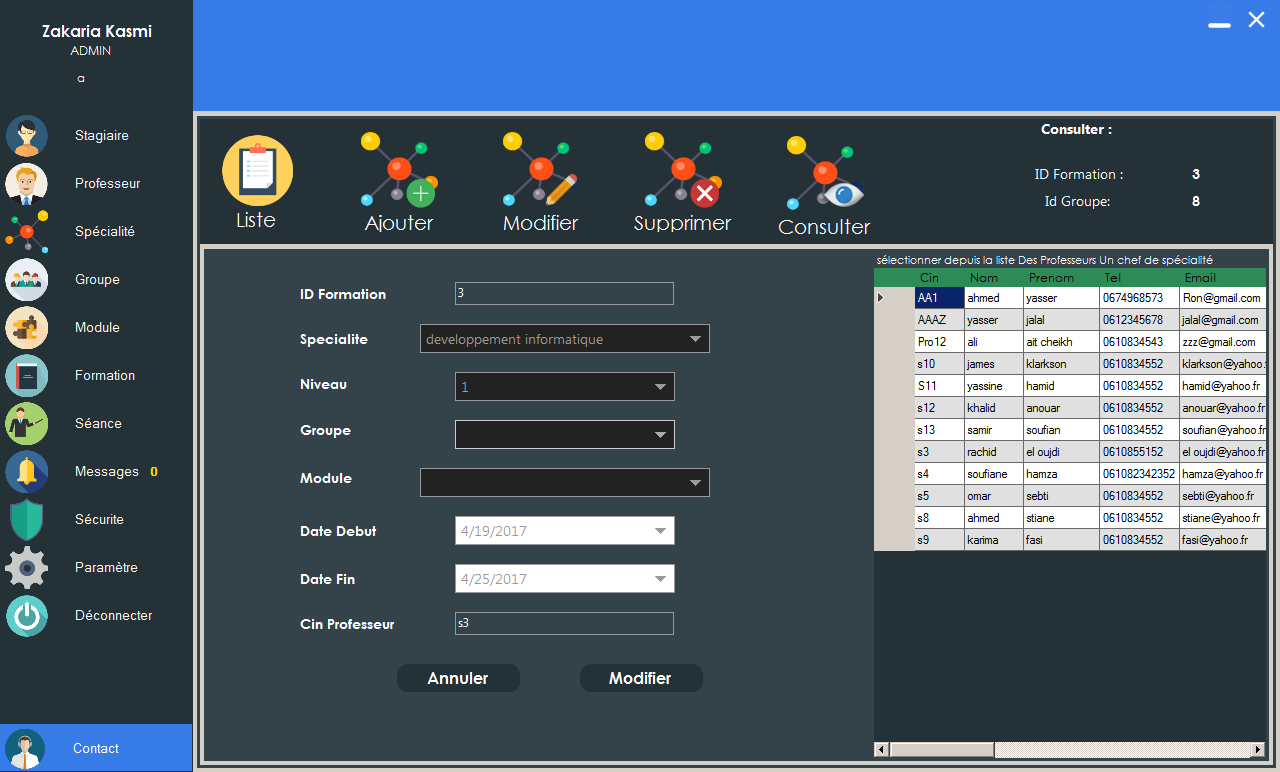 Zakaria Kasmi
ADMIN
a
Stagiaire
Professeur
Spécialité
Groupe
Module
Formation
Séance
Messages 0
Sécurite
Paramètre
Déconnecter
Contact
Liste
Ajouter
Modifier
Supprimer
Consulter
Consulter :
ID Formation : 3
Id Groupe: 8
ID Formation 3
Specialite developpement informatique
Niveau 1
Groupe
Module
Date Debut 4/19/2017
Date Fin 4/25/2017
Cin Professeur s3
Annuler Modifier
sélectionner depuis la liste Des Professeurs Un chef de spécialité
Cin Nom Prenom Tel Email
AA1 ahmed yasser 0674968573 Ron@gmail.com
AAAZ yasser jalal 0612345678 jalal@gmail.com
Pro12 ali ait cheikh 0610834543 zzz@gmail.com
s10 james klarkson 0610834552 klarkson@yahoo.
S11 yassine hamid 0610834552 hamid@yahoo.fr
s12 khalid anouar 0610834552 anouar@yahoo.fr
s13 samir soufian 0610834552 soufian@yahoo.fr
s3 rachid el oujdi 0610855152 el oujdi@yahoo.fr
s4 soufiane hamza 061082342352 hamza@yahoo.fr
s5 omar sebti 0610834552 sebti@yahoo.fr
s8 ahmed stiane 0610834552 stiane@yahoo.fr
s9 karima fasi 0610834552 fasi@yahoo.fr